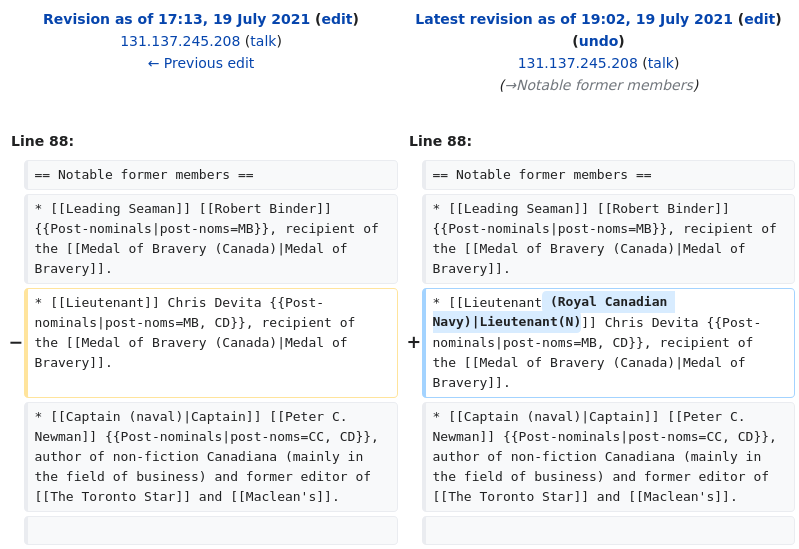 Revision as of 17:13, 19 July 2021 (edit)
131.137.245.208 (talk)
← Previous edit
Latest revision as of 19:02, 19 July 2021 (edit)
(undo)
131.137.245.208 (talk)
(→Notable former members)
Line 88:
Line 88:
== Notable former members ==
== Notable former members ==
* [[Leading Seaman]] [[Robert Binder]]
{{Post-nominals|post-noms=MB}}, recipient of
the [[Medal of Bravery (Canada)|Medal of
Bravery]].
* [[Leading Seaman]] [[Robert Binder]]
{{Post-nominals|post-noms=MB}}, recipient of
the [[Medal of Bravery (Canada)|Medal of
Bravery]].
−
* [[Lieutenant]] Chris Devita {{Post-
nominals|post-noms=MB, CD}}, recipient of
the [[Medal of Bravery (Canada)|Medal of
Bravery]].
+
* [[Lieutenant (Royal Canadian
Navy)|Lieutenant(N)]] Chris Devita {{Post-
nominals|post-noms=MB, CD}}, recipient of
the [[Medal of Bravery (Canada)|Medal of
Bravery]].
* [[Captain (naval)|Captain]] [[Peter C.
Newman]] {{Post-nominals|post-noms=CC, CD}},
author of non-fiction Canadiana (mainly in
the field of business) and former editor of
[[The Toronto Star]] and [[Maclean's]].
* [[Captain (naval)|Captain]] [[Peter C.
Newman]] {{Post-nominals|post-noms=CC, CD}},
author of non-fiction Canadiana (mainly in
the field of business) and former editor of
[[The Toronto Star]] and [[Maclean's]].